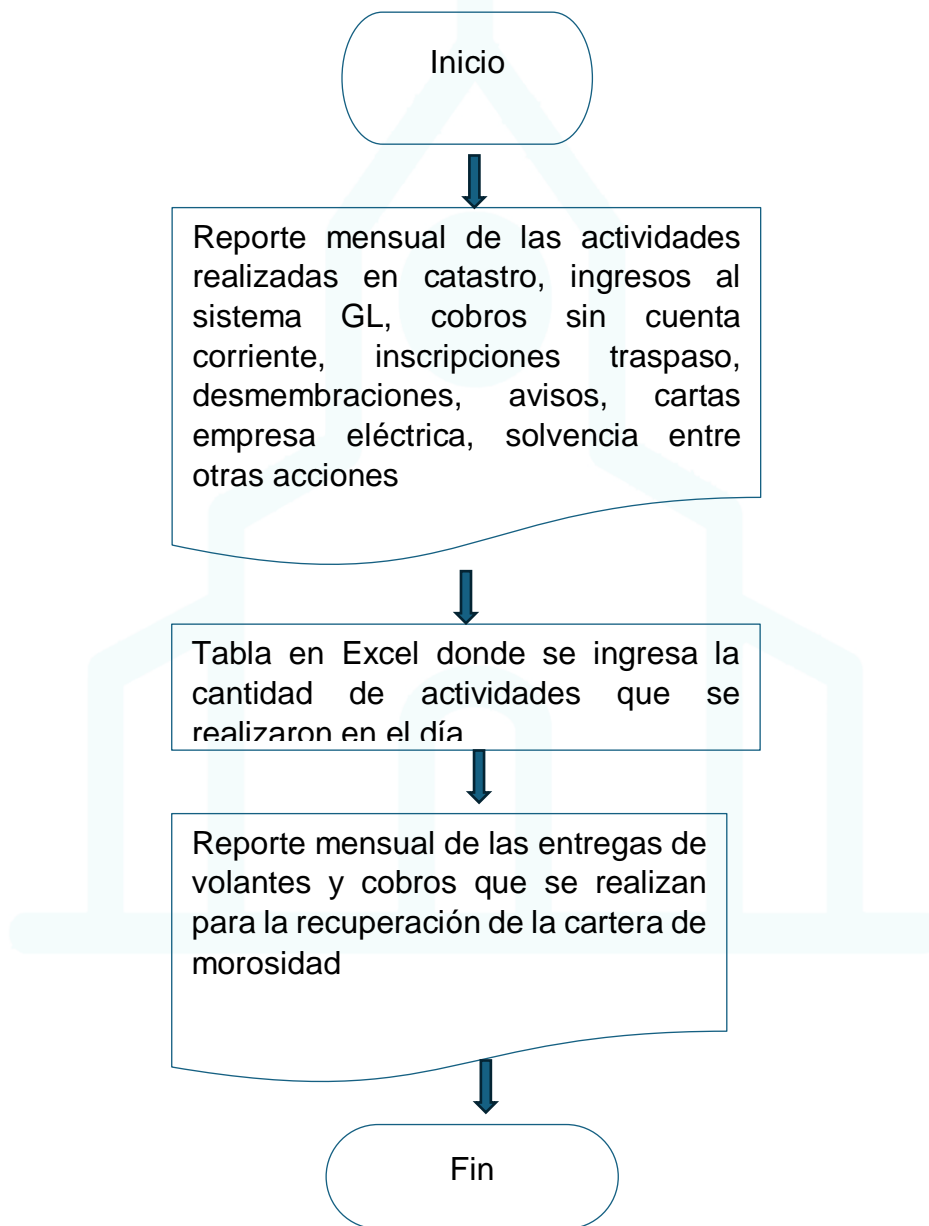 Inicio
Reporte mensual de las actividades
realizadas en catastro, ingresos al
sistema GL, cobros sin cuenta
corriente, inscripciones traspaso,
desmembraciones, avisos, cartas
empresa eléctrica, solvencia entre
otras acciones
Tabla en Excel donde se ingresa la
cantidad de actividades que se
realizaron en el día
Reporte mensual de las entregas de
volantes y cobros que se realizan
para la recuperación de la cartera de
morosidad
Fin